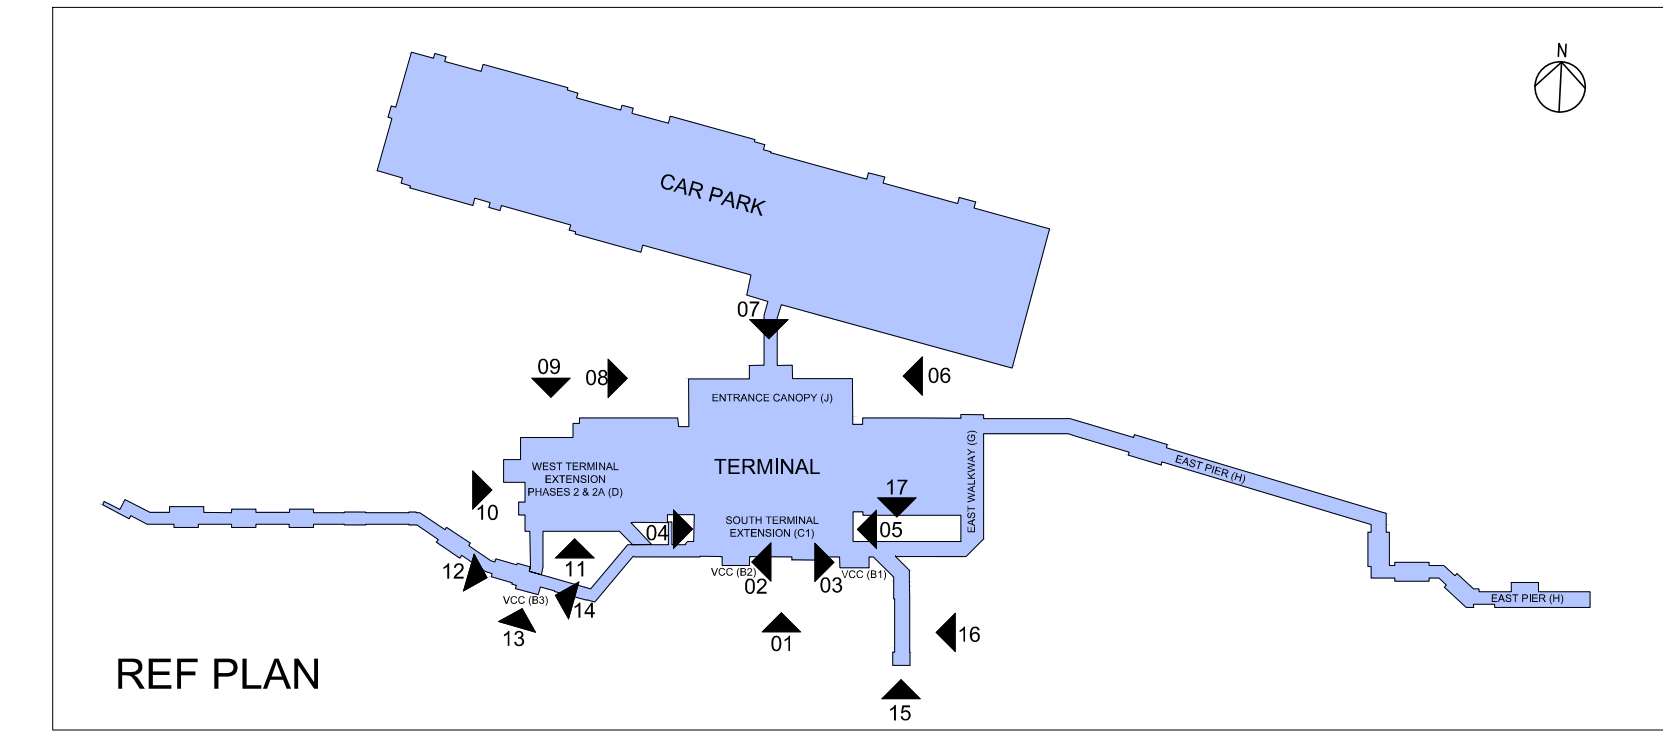 N
CAR PARK
07
09
08
06
ENTRANCE CANOPY (J)
WEST TERMINAL
EXTENSION
PHASES 2 & 2A (D)
TERMINAL
EAST WALKWAY (G)
EAST PIER (H)
10
17
04
SOUTH TERMINAL
EXTENSION (C1)
05
12
11
VCC (B2)
02
03
VCC (B1)
VCC (B3)
14
13
EAST PIER (H)
01
16
15
REF PLAN